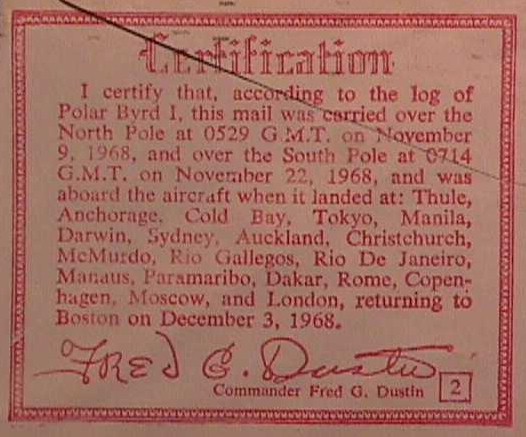 Certification
I certify that, according to the log of
Polar Byrd I, this mail was carried over the
North Pole at 0529 G.M.T. on November
9, 1968, and over the South Pole at 0714
G.M.T. on November 22, 1968, and was
aboard the aircraft when it landed at: Thule,
Anchorage, Cold Bay, Tokyo, Manila,
Darwin, Sydney, Auckland, Christchurch,
McMurdo, Rio Gallegos, Rio De Janeiro,
Manaus, Paramaribo, Dakar, Rome, Copen-
hagen, Moscow, and London, returning to
Boston on December 3, 1968.
Fred G. Dustin
Commander Fred G. Dustin 2